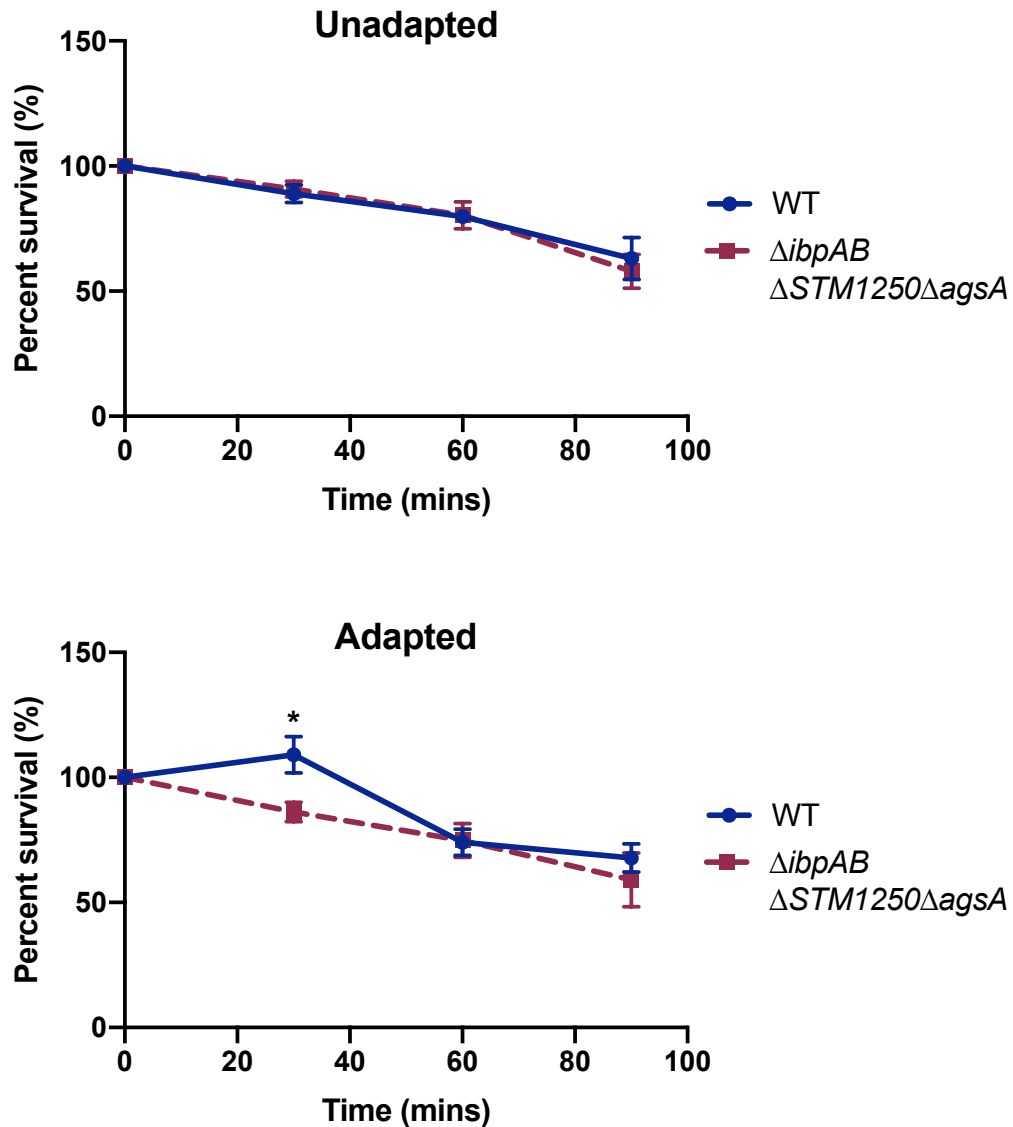 Unadapted
150
100
50
0
Percent survival (%)
0 20 40 60 80 100
Time (mins)
WT
ΔibpAB
ΔSTM1250ΔagsA
Adapted
150
100
50
0
Percent survival (%)
*
0 20 40 60 80 100
Time (mins)
WT
ΔibpAB
ΔSTM1250ΔagsA